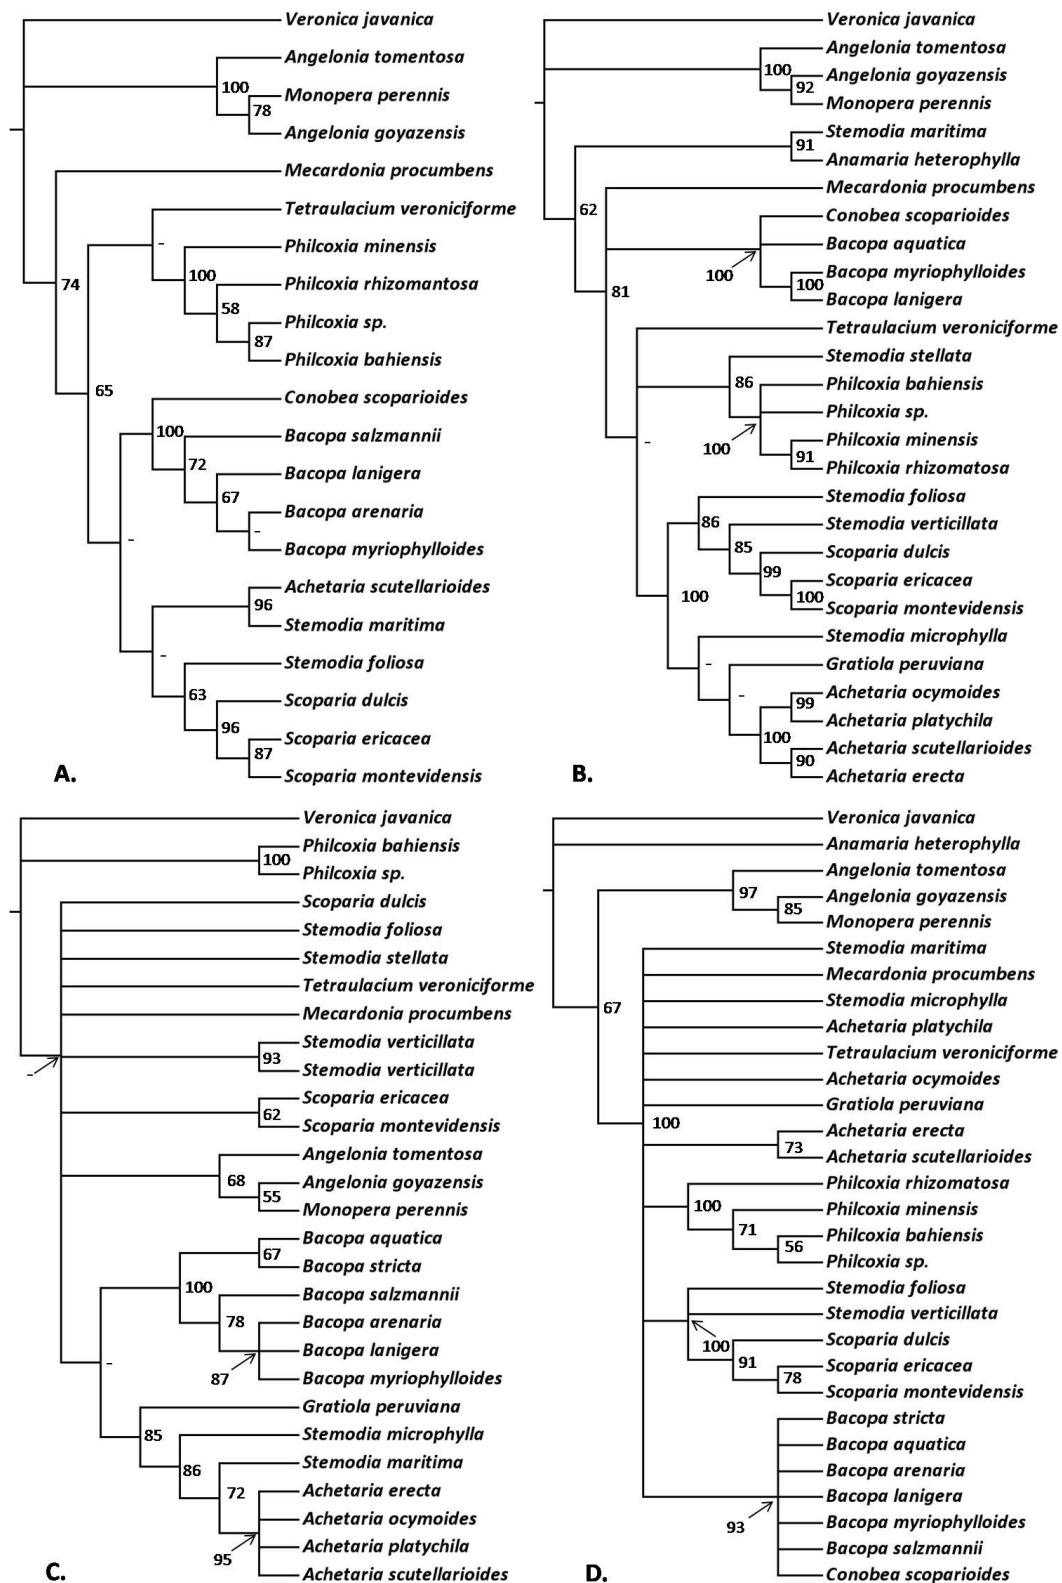 Veronica javanica
Angelonia tomentosa
100
Monopera perennis
78
Angelonia goyazensis
Mecardonia procumbens
Tetraulacium veroniciforme
-
Philcoxia minensis
100
Philcoxia rhizomantosa
74
58
Philcoxia sp.
87
Philcoxia bahiensis
65
Conobea scoparioides
100
Bacopa salzmannii
72
Bacopa lanigera
67
Bacopa arenaria
-
-
Bacopa myriophylloides
Achetaria scutellarioides
96
Stemodia maritima
-
Stemodia foliosa
63
Scoparia dulcis
96
Scoparia ericacea
87
A.
Scoparia montevidensis
Veronica javanica
Angelonia tomentosa
100
Angelonia goyazensis
92
Monopera perennis
Stemodia maritima
91
Anamaria heterophylla
Mecardonia procumbens
62
Conobea scoparioides
Bacopa aquatica
100
Bacopa myriophylloides
100
81
Bacopa lanigera
Tetraulacium veroniciforme
Stemodia stellata
86
Philcoxia bahiensis
Philcoxia sp.
-
100
Philcoxia minensis
91
Philcoxia rhizomatosa
Stemodia foliosa
86
Stemodia verticillata
85
Scoparia dulcis
99
Scoparia ericacea
100
100
Scoparia montevidensis
Stemodia microphylla
-
Gratiola peruviana
-
Achetaria ocymoides
99
Achetaria platychila
100
Achetaria scutellarioides
90
B.
Achetaria erecta
Veronica javanica
Philcoxia bahiensis
100
Philcoxia sp.
Scoparia dulcis
Stemodia foliosa
Stemodia stellata
Tetraulacium veroniciforme
Mecardonia procumbens
Stemodia verticillata
93
-
Stemodia verticillata
Scoparia ericacea
62
Scoparia montevidensis
Angelonia tomentosa
68
Angelonia goyazensis
55
Monopera perennis
Bacopa aquatica
67
Bacopa stricta
100
Bacopa salzmannii
78
Bacopa arenaria
Bacopa lanigera
-
87
Bacopa myriophylloides
Gratiola peruviana
85
Stemodia microphylla
86
Stemodia maritima
72
Achetaria erecta
Achetaria ocymoides
95
Achetaria platychila
C.
Achetaria scutellarioides
Veronica javanica
Anamaria heterophylla
Angelonia tomentosa
97
Angelonia goyazensis
85
Monopera perennis
Stemodia maritima
Mecardonia procumbens
Stemodia microphylla
67
Achetaria platychila
Tetraulacium veroniciforme
Achetaria ocymoides
Gratiola peruviana
100
Achetaria erecta
73
Achetaria scutellarioides
Philcoxia rhizomatosa
100
Philcoxia minensis
71
Philcoxia bahiensis
56
Philcoxia sp.
Stemodia foliosa
Stemodia verticillata
100
Scoparia dulcis
91
Scoparia ericacea
78
Scoparia montevidensis
Bacopa stricta
Bacopa aquatica
Bacopa arenaria
Bacopa lanigera
93
Bacopa myriophylloides
Bacopa salzmannii
D.
Conobea scoparioides